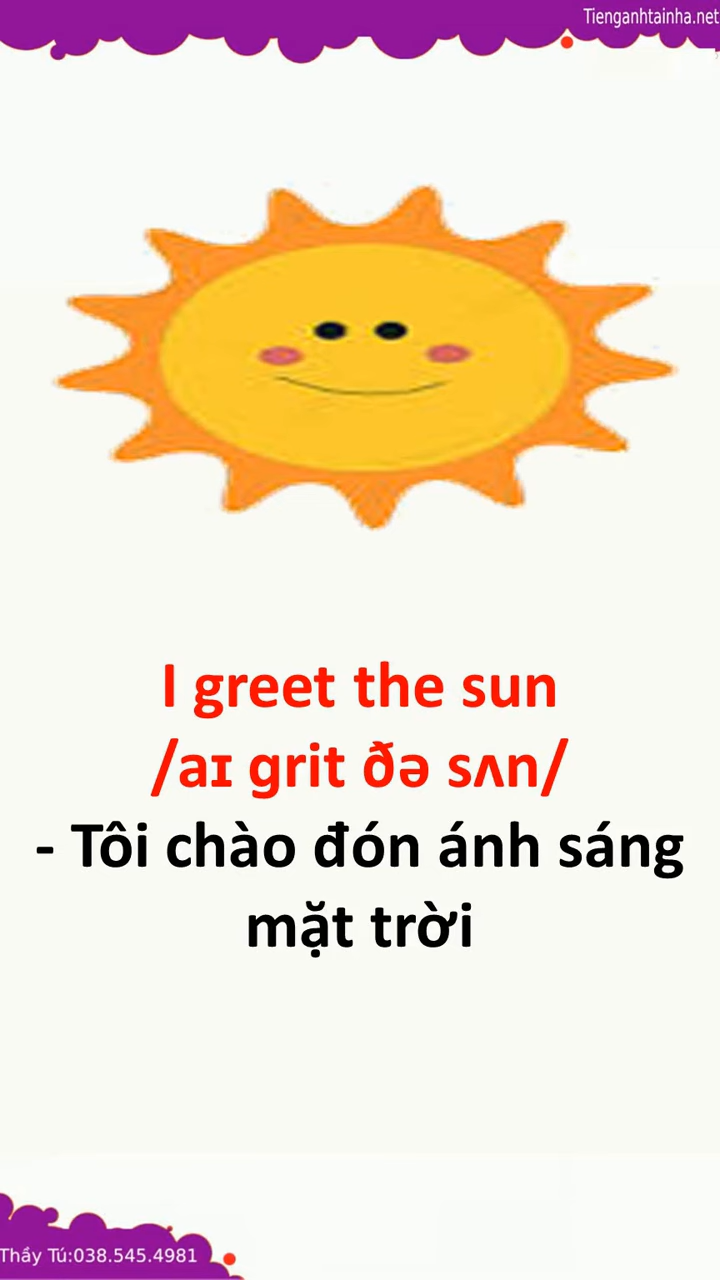 Tienganhtainha.net
I greet the sun
/aɪ grit ðə sʌn/
- Tôi chào đón ánh sáng
mặt trời
Thầy Tú:038.545.4981